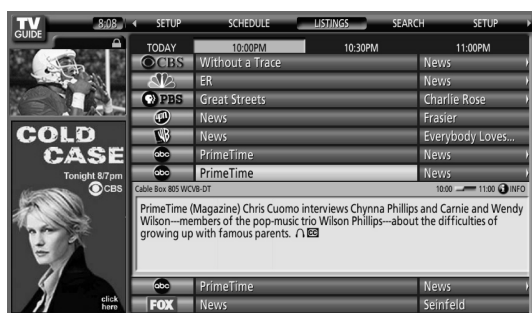 TV
GUIDE
8:08
SETUP SCHEDULE LISTINGS SEARCH SETUP
TODAY 10:00PM 10:30PM 11:00PM
CBS Without a Trace News
ER News
PBS Great Streets Charlie Rose
upn News Frasier
WB News Everybody Loves...
abc PrimeTime News
abc PrimeTime News
Cable Box 805 WCVB-DT 10:00 11:00 INFO
PrimeTime (Magazine) Chris Cuomo interviews Chynna Phillips and Carnie and Wendy
Wilson---members of the pop-music trio Wilson Phillips---about the difficulties of
growing up with famous parents. CC
abc PrimeTime News
FOX News Seinfeld
COLD
CASE
Tonight 8/7pm
CBS
click
here